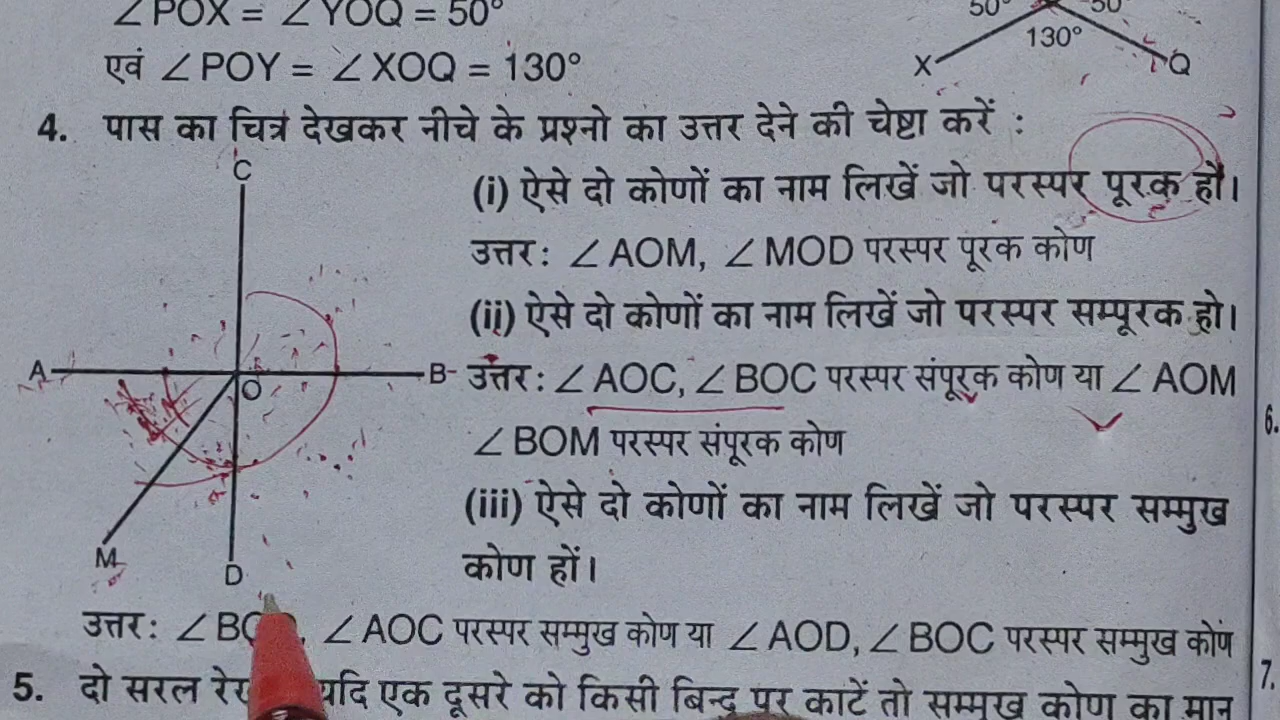 ∠POX = ∠YOQ = 50°
50° 50°
एवं ∠POY = ∠XOQ = 130°
130°
X Q
4. पास का चित्र देखकर नीचे के प्रश्नो का उत्तर देने की चेष्टा करें :
C
(i) ऐसे दो कोणों का नाम लिखें जो परस्पर पूरक हो।
उत्तर: ∠AOM, ∠MOD परस्पर पूरक कोण
(ii) ऐसे दो कोणों का नाम लिखें जो परस्पर सम्पूरक हो।
A O B
उत्तर: ∠AOC, ∠BOC परस्पर संपूरक कोण या ∠AOM
6.
∠BOM परस्पर संपूरक कोण
(iii) ऐसे दो कोणों का नाम लिखें जो परस्पर सम्मुख
कोण हों।
M
D
उत्तर: ∠AOC परस्पर सम्मुख कोण या ∠AOD, ∠BOC परस्पर सम्मुख कोण
5. दो सरल यदि एक दूसरे को किसी बिन्दु पर काटें तो सम्मुख कोण का मान
7.